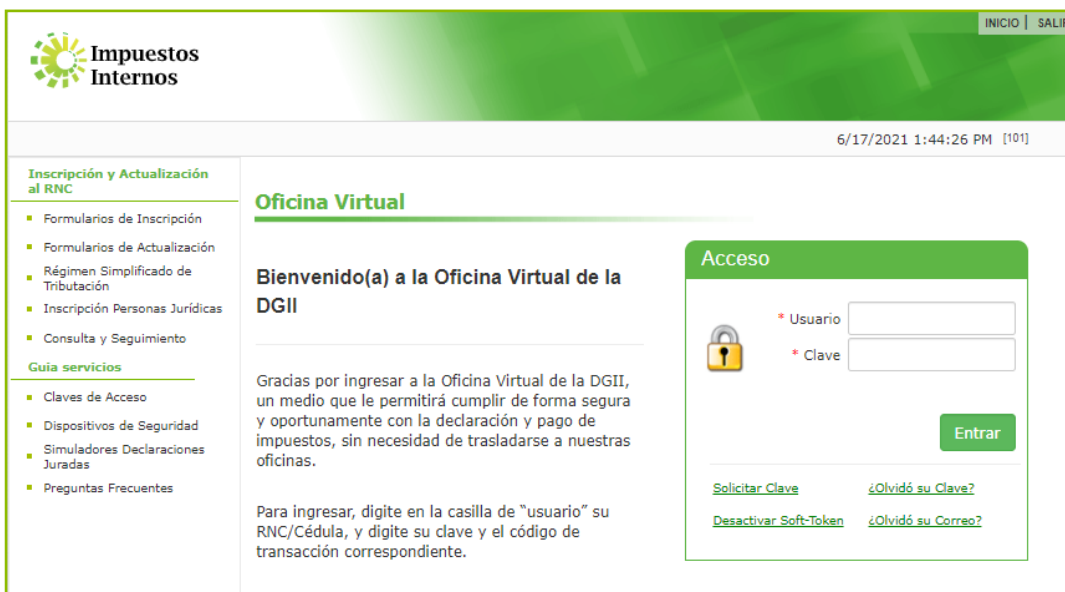 INICIO | SALIR
Impuestos
Internos
6/17/2021 1:44:26 PM [101]
Inscripción y Actualización
al RNC
Formularios de Inscripción
Formularios de Actualización
Régimen Simplificado de
Tributación
Inscripción Personas Jurídicas
Consulta y Seguimiento
Guia servicios
Claves de Acceso
Dispositivos de Seguridad
Simuladores Declaraciones
Juradas
Preguntas Frecuentes
Oficina Virtual
Bienvenido(a) a la Oficina Virtual de la
DGII
Gracias por ingresar a la Oficina Virtual de la DGII,
un medio que le permitirá cumplir de forma segura
y oportunamente con la declaración y pago de
impuestos, sin necesidad de trasladarse a nuestras
oficinas.
Para ingresar, digite en la casilla de "usuario" su
RNC/Cédula, y digite su clave y el código de
transacción correspondiente.
Acceso
* Usuario
* Clave
Entrar
Solicitar Clave ¿Olvidó su Clave?
Desactivar Soft-Token ¿Olvidó su Correo?